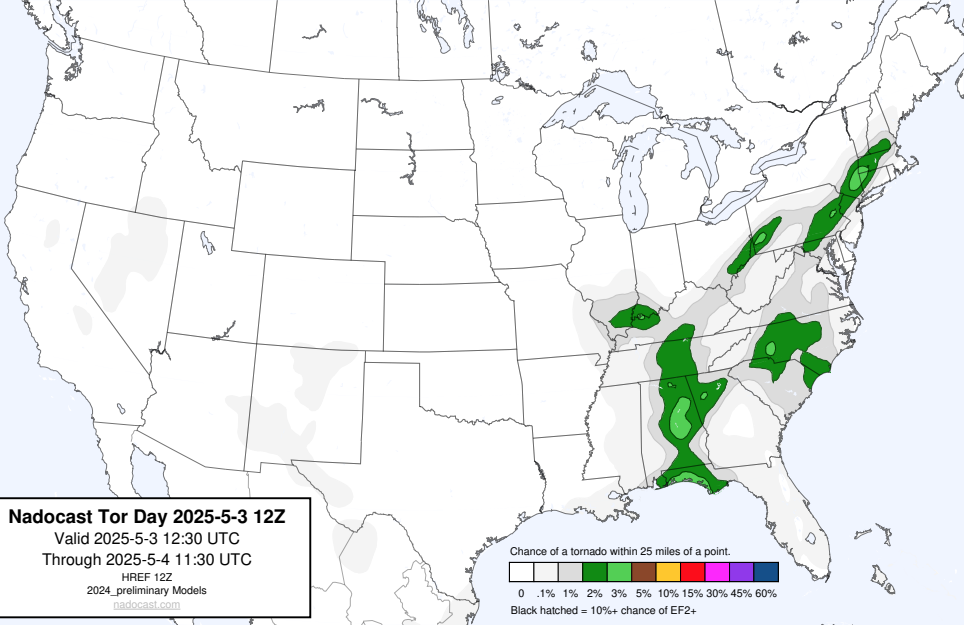 Nadocast Tor Day 2025-5-3 12Z
Valid 2025-5-3 12:30 UTC
Through 2025-5-4 11:30 UTC
HREF 12Z
2024_preliminary Models
nadocast.com
Chance of a tornado within 25 miles of a point.
0 .1% 1% 2% 3% 5% 10% 15% 30% 45% 60%
Black hatched = 10%+ chance of EF2+